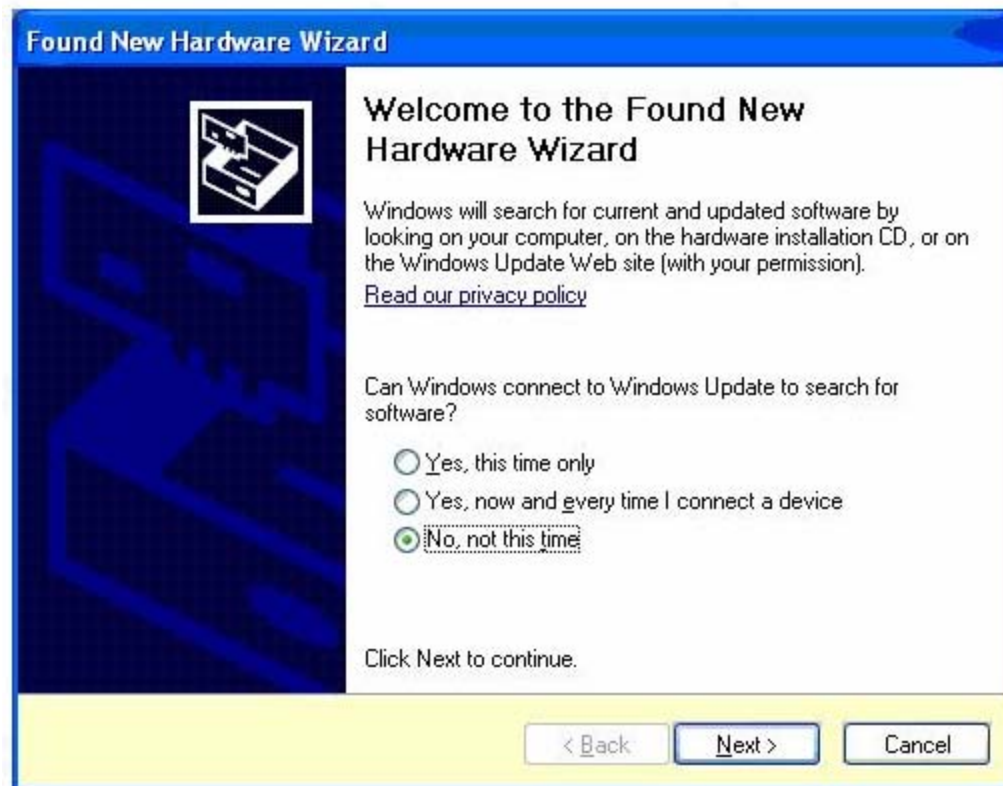 Found New Hardware Wizard
Welcome to the Found New
Hardware Wizard
Windows will search for current and updated software by
looking on your computer, on the hardware installation CD, or on
the Windows Update Web site (with your permission).
Read our privacy policy
Can Windows connect to Windows Update to search for
software?
Yes, this time only
Yes, now and every time I connect a device
No, not this time
Click Next to continue.
< Back Next > Cancel